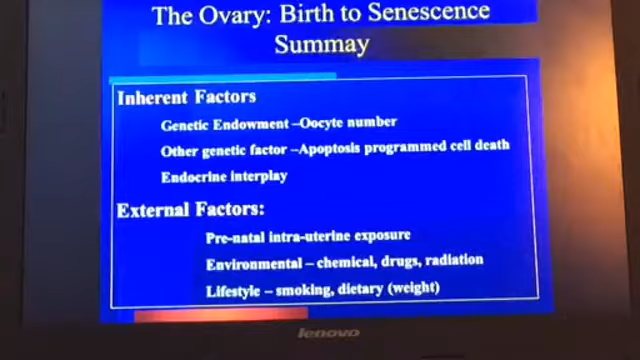 The Ovary: Birth to Senescence
Summay
Inherent Factors
Genetic Endowment –Oocyte number
Other genetic factor –Apoptosis programmed cell death
Endocrine interplay
External Factors:
Pre-natal intra-uterine exposure
Environmental – chemical, drugs, radiation
Lifestyle – smoking, dietary (weight)
lenovo